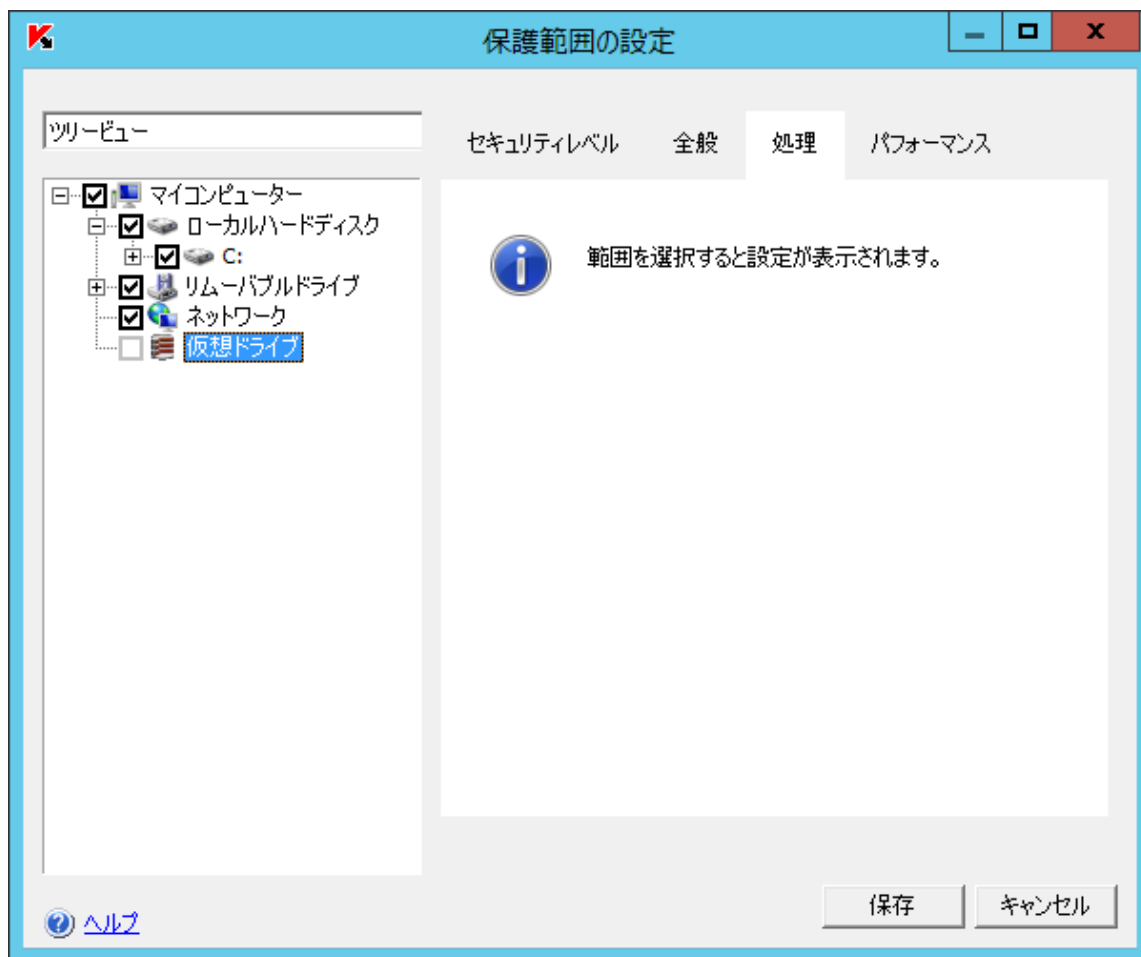 保護範囲の設定
ツリービュー
セキュリティレベル 全般 処理 パフォーマンス
マイコンピューター
ローカルハードディスク
C:
リムーバブルドライブ
ネットワーク
仮想ドライブ
範囲を選択すると設定が表示されます。
ヘルプ
保存 キャンセル